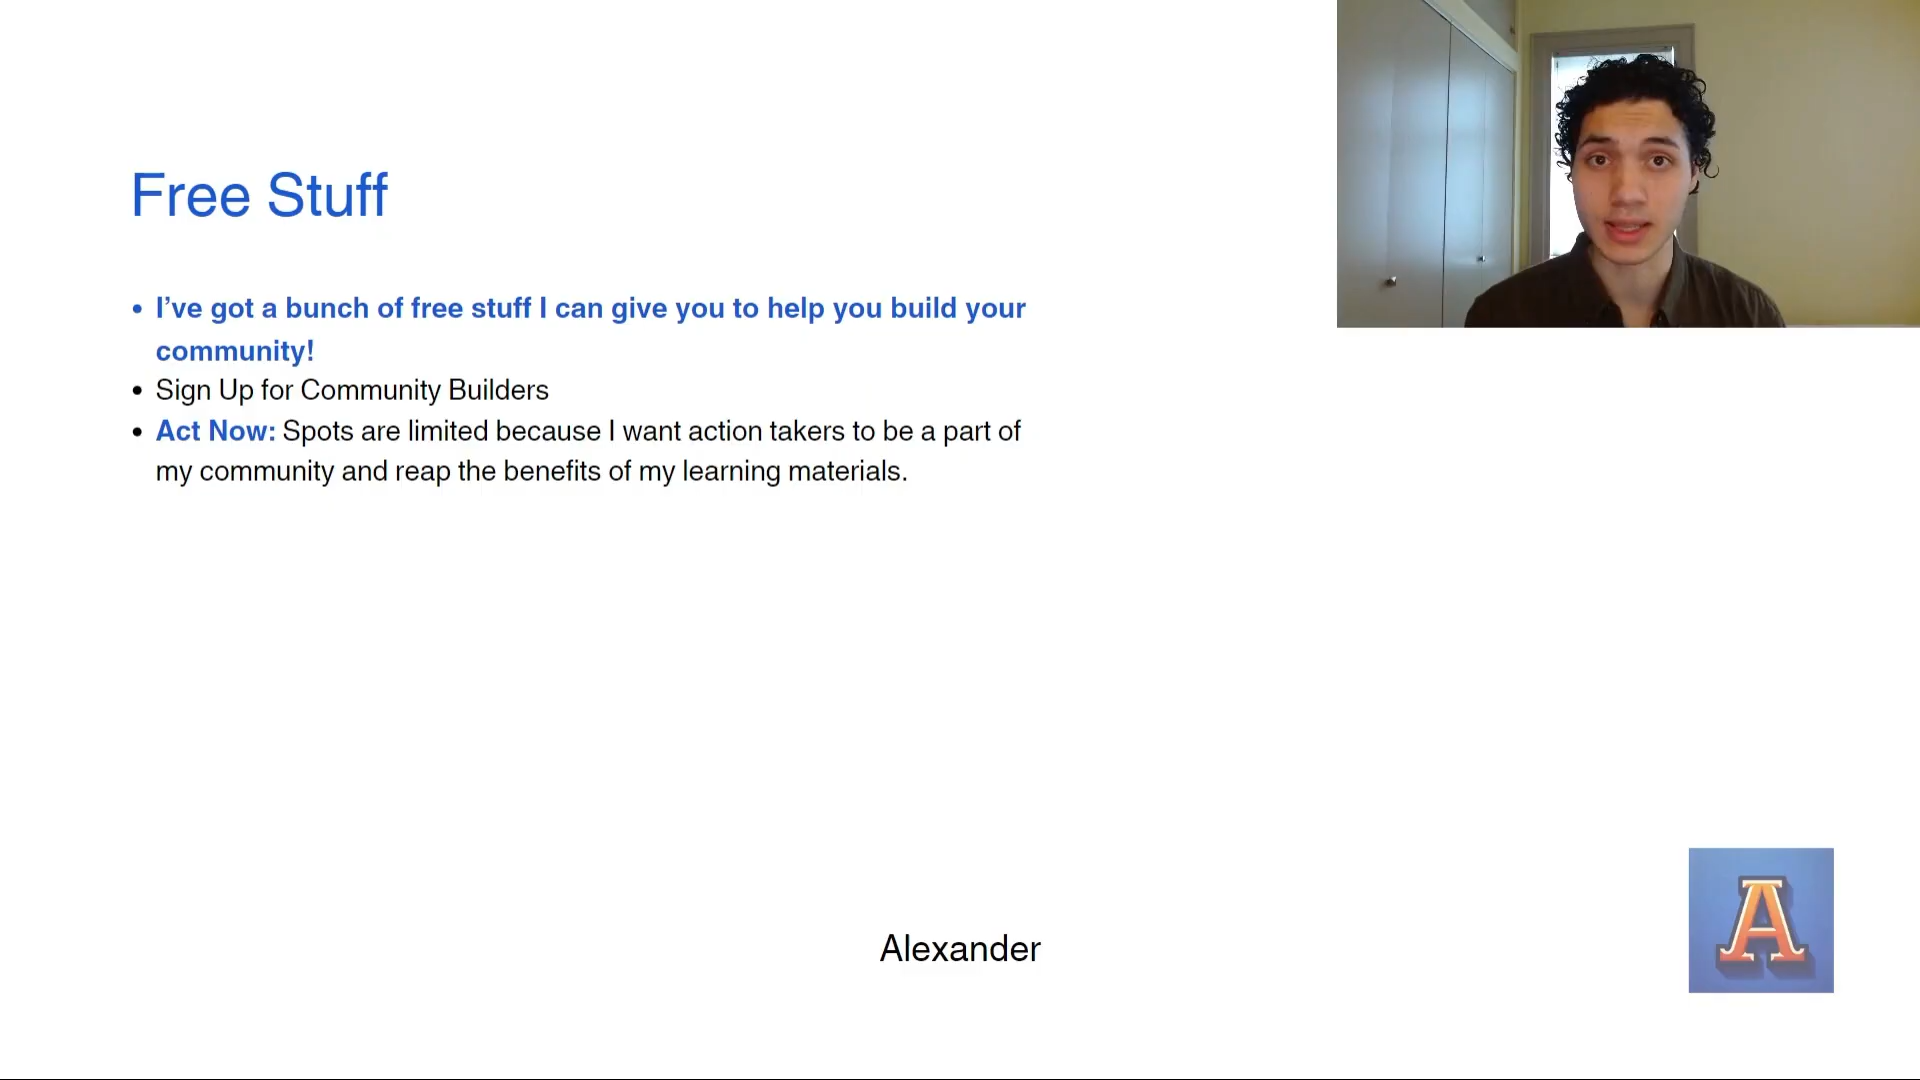 Free Stuff
I’ve got a bunch of free stuff I can give you to help you build your
community!
Sign Up for Community Builders
Act Now: Spots are limited because I want action takers to be a part of
my community and reap the benefits of my learning materials.
Alexander
A